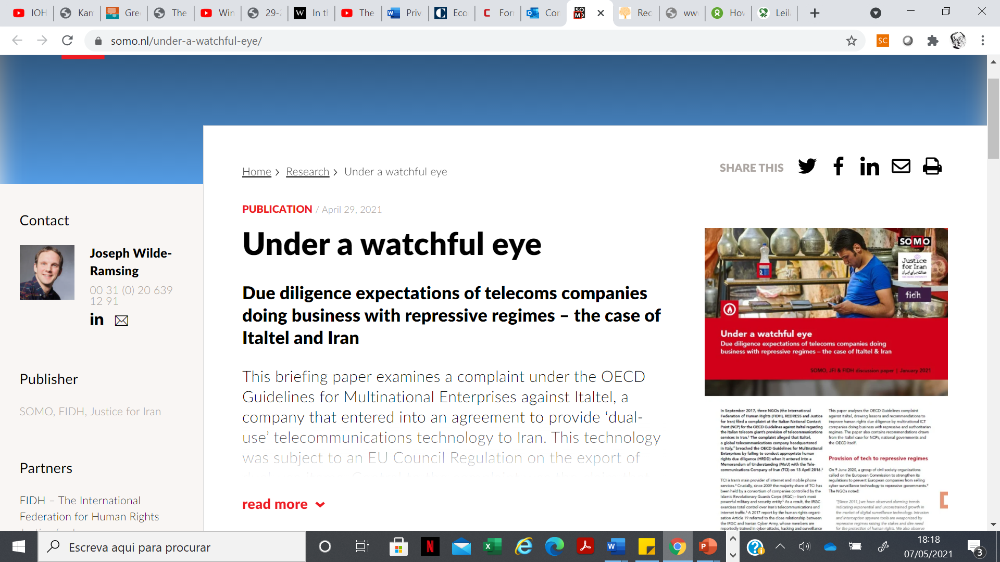 IOH
Kam
Gre
The
Win
29-2
In th
The
Priv
Eco
For
Cor
Rec
ww
How
Leil
somo.nl/under-a-watchful-eye/
SC
Home › Research › Under a watchful eye
SHARE THIS
PUBLICATION / April 29, 2021
Under a watchful eye
Due diligence expectations of telecoms companies
doing business with repressive regimes – the case of
Italtel and Iran
This briefing paper examines a complaint under the OECD
Guidelines for Multinational Enterprises against Italtel, a
company that entered into an agreement to provide ‘dual-
use’ telecommunications technology to Iran. This technology
was subject to an EU Council Regulation on the export of
read more
Contact
Joseph Wilde-
Ramsing
00 31 (0) 20 639
12 91
Publisher
SOMO, FIDH, Justice for Iran
Partners
FIDH – The International
Federation for Human Rights
SOMO
Justice
for Iran
عدالت برای ایران
fidh
Under a watchful eye
Due diligence expectations of telecoms companies doing
business with repressive regimes – the case of Italtel & Iran
SOMO, JFI & FIDH discussion paper | January 2021
In September 2017, three NGOs (the International
Federation of Human Rights (FIDH), REDRESS and Justice
for Iran) filed a complaint at the Italian National Contact
Point (NCP) for the OECD Guidelines against Italtel regarding
the Italian telecom giant's provision of telecommunications
services in Iran.¹ The complaint alleged that Italtel,
a global telecommunications company headquartered
in Italy,² breached the OECD Guidelines for Multinational
Enterprises by failing to conduct appropriate human
rights due diligence (HRDD) when it entered into a
Memorandum of Understanding (MoU) with the Tele-
communications Company of Iran (TCI) on 13 April 2016.³
TCI is Iran's main provider of internet and mobile phone
services.⁴ Crucially, since 2009 the majority share of TCI has
been held by a consortium of companies controlled by the
Islamic Revolutionary Guards Corps (IRGC) – Iran's most
powerful military and security entity.⁵ As a result, the IRGC
exercises total control over Iran's telecommunications and
internet traffic.⁶ A 2017 report by the human rights organi-
sation Article 19 referred to the close relationship between
the IRGC and Iranian Cyber Army, whose members are
reportedly trained in cyber-attacks, hacking and surveillance
This paper analyses the OECD Guidelines complaint
against Italtel, drawing lessons and recommendations to
improve human rights due diligence by multinational ICT
companies doing business with repressive and authoritarian
regimes. The paper also contains recommendations drawn
from the Italtel case for NCPs, national governments and
the OECD itself.
Provision of tech to repressive regimes
On 9 June 2020, a group of civil society organizations
called on the European Commission to strengthen its
regulations to prevent European companies from selling
cyber surveillance technology to repressive governments.⁹
The NGOs noted:
"[Since 2011,] we have observed alarming trends
indicating exponential and unconstrained growth in
the market of digital surveillance technology. Intrusion
and interception spyware tools are weaponized by
repressive regimes raising the stakes and dire need
for the protection of human rights. We also observe
Escreva aqui para procurar
18:18
07/05/2021
3